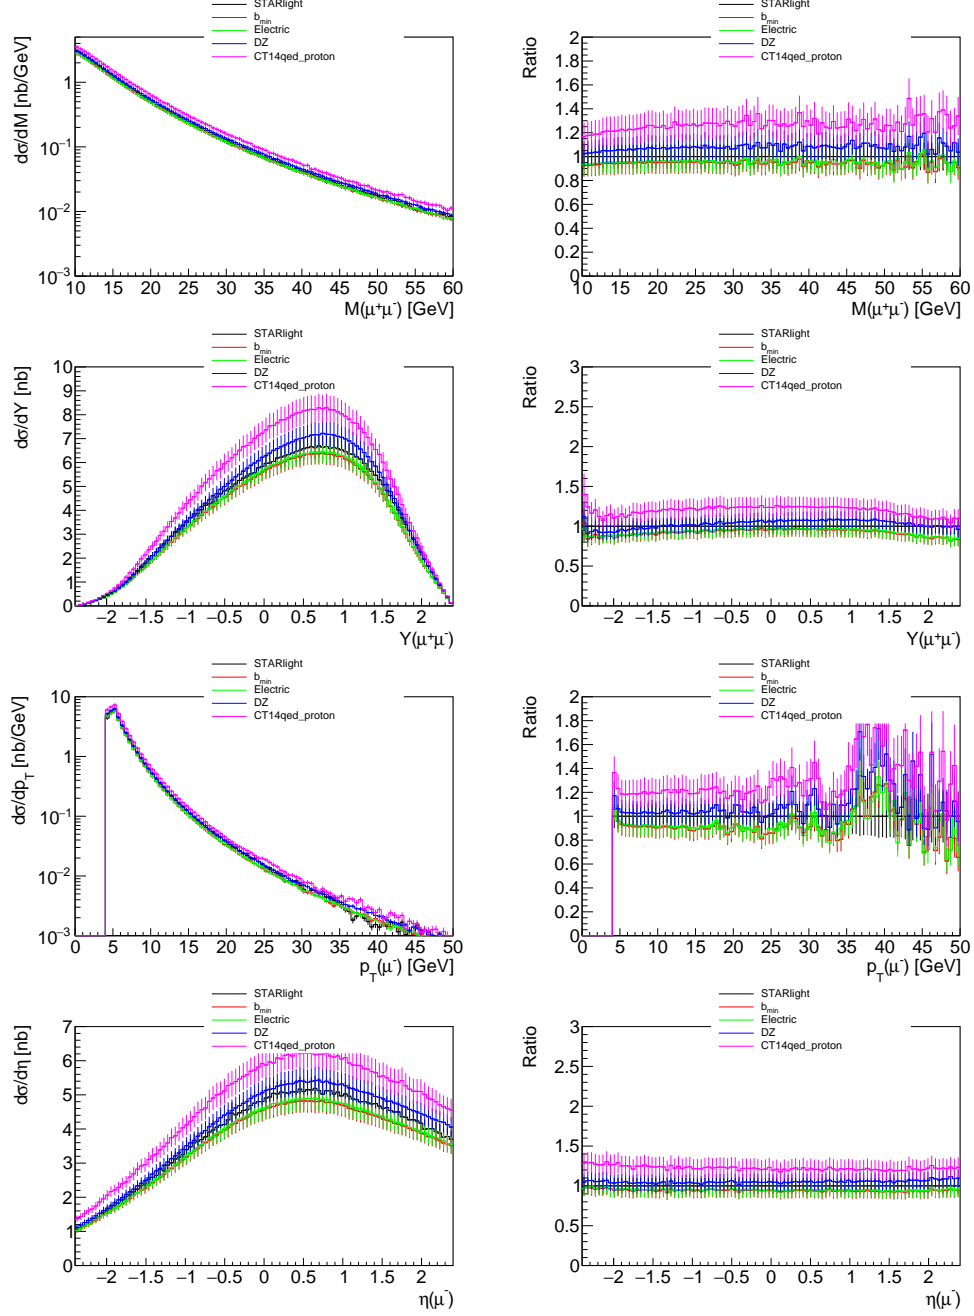 STARlight
b_min
Electric
DZ
CT14qed_proton
dσ/dM [nb/GeV]
1
10⁻¹
10⁻²
10⁻³
10 15 20 25 30 35 40 45 50 55 60
M(μ⁺μ⁻) [GeV]
STARlight
b_min
Electric
DZ
CT14qed_proton
Ratio
2
1.8
1.6
1.4
1.2
1
0.8
0.6
0.4
0.2
0
10 15 20 25 30 35 40 45 50 55 60
M(μ⁺μ⁻) [GeV]
STARlight
b_min
Electric
DZ
CT14qed_proton
dσ/dY [nb]
10
9
8
7
6
5
4
3
2
1
0
−2 −1.5 −1 −0.5 0 0.5 1 1.5 2
Y(μ⁺μ⁻)
STARlight
b_min
Electric
DZ
CT14qed_proton
Ratio
3
2.5
2
1.5
1
0.5
0
−2 −1.5 −1 −0.5 0 0.5 1 1.5 2
Y(μ⁺μ⁻)
STARlight
b_min
Electric
DZ
CT14qed_proton
dσ/dp_T [nb/GeV]
10
1
10⁻¹
10⁻²
10⁻³
0 5 10 15 20 25 30 35 40 45 50
p_T(μ⁻) [GeV]
STARlight
b_min
Electric
DZ
CT14qed_proton
Ratio
2
1.8
1.6
1.4
1.2
1
0.8
0.6
0.4
0.2
0
0 5 10 15 20 25 30 35 40 45 50
p_T(μ⁻) [GeV]
STARlight
b_min
Electric
DZ
CT14qed_proton
dσ/dη [nb]
7
6
5
4
3
2
1
0
−2 −1.5 −1 −0.5 0 0.5 1 1.5 2
η(μ⁻)
STARlight
b_min
Electric
DZ
CT14qed_proton
Ratio
3
2.5
2
1.5
1
0.5
0
−2 −1.5 −1 −0.5 0 0.5 1 1.5 2
η(μ⁻)